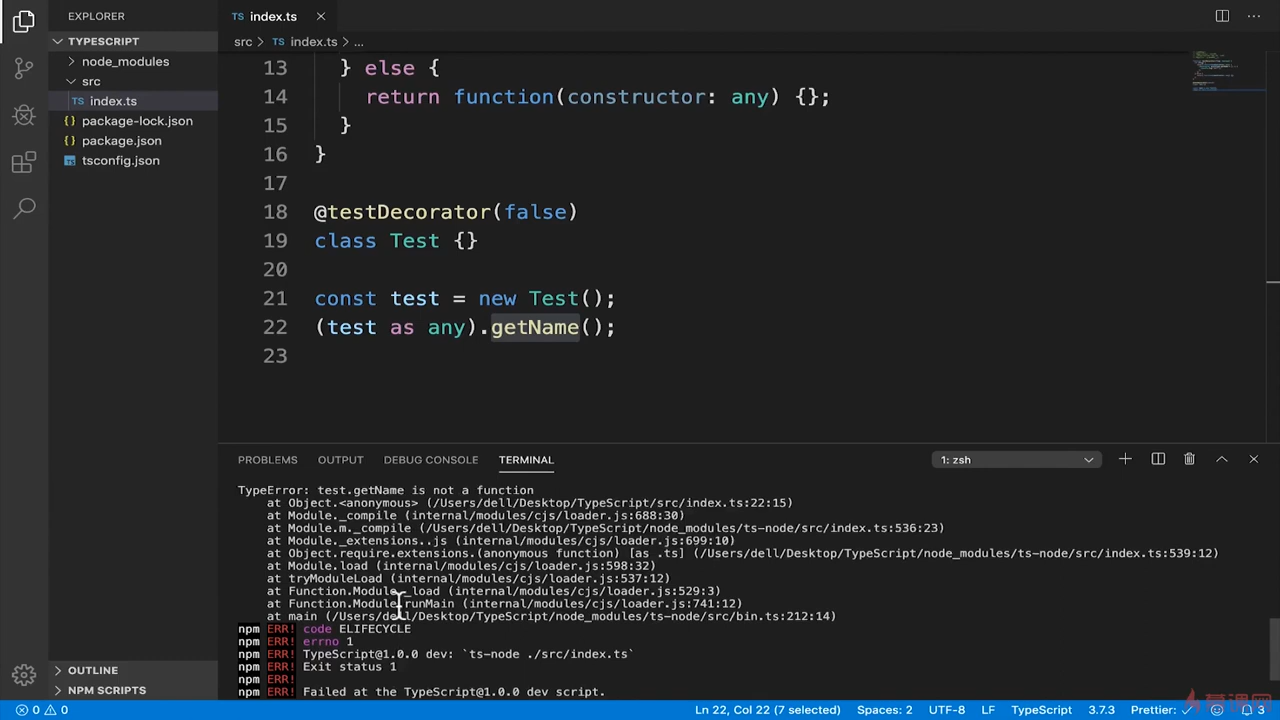 EXPLORER
TS index.ts
TYPESCRIPT
node_modules
src
TS index.ts
{} package-lock.json
{} package.json
tsconfig.json
OUTLINE
NPM SCRIPTS
src > TS index.ts > ...
13 } else {
14 return function(constructor: any) {};
15 }
16 }
17
18 @testDecorator(false)
19 class Test {}
20
21 const test = new Test();
22 (test as any).getName();
23
PROBLEMS OUTPUT DEBUG CONSOLE TERMINAL 1: zsh
TypeError: test.getName is not a function
at Object.<anonymous> (/Users/dell/Desktop/TypeScript/src/index.ts:22:15)
at Module._compile (internal/modules/cjs/loader.js:688:30)
at Module.m._compile (/Users/dell/Desktop/TypeScript/node_modules/ts-node/src/index.ts:536:23)
at Module._extensions..js (internal/modules/cjs/loader.js:699:10)
at Object.require.extensions.(anonymous function) [as .ts] (/Users/dell/Desktop/TypeScript/node_modules/ts-node/src/index.ts:539:12)
at Module.load (internal/modules/cjs/loader.js:598:32)
at tryModuleLoad (internal/modules/cjs/loader.js:537:12)
at Function.Module._load (internal/modules/cjs/loader.js:529:3)
at Function.Module.runMain (internal/modules/cjs/loader.js:741:12)
at main (/Users/dell/Desktop/TypeScript/node_modules/ts-node/src/bin.ts:212:14)
npm ERR! code ELIFECYCLE
npm ERR! errno 1
npm ERR! TypeScript@1.0.0 dev: `ts-node ./src/index.ts`
npm ERR! Exit status 1
npm ERR!
npm ERR! Failed at the TypeScript@1.0.0 dev script.
0 0 Ln 22, Col 22 (7 selected) Spaces: 2 UTF-8 LF TypeScript 3.7.3 Prettier: ✓ 3
慕课网